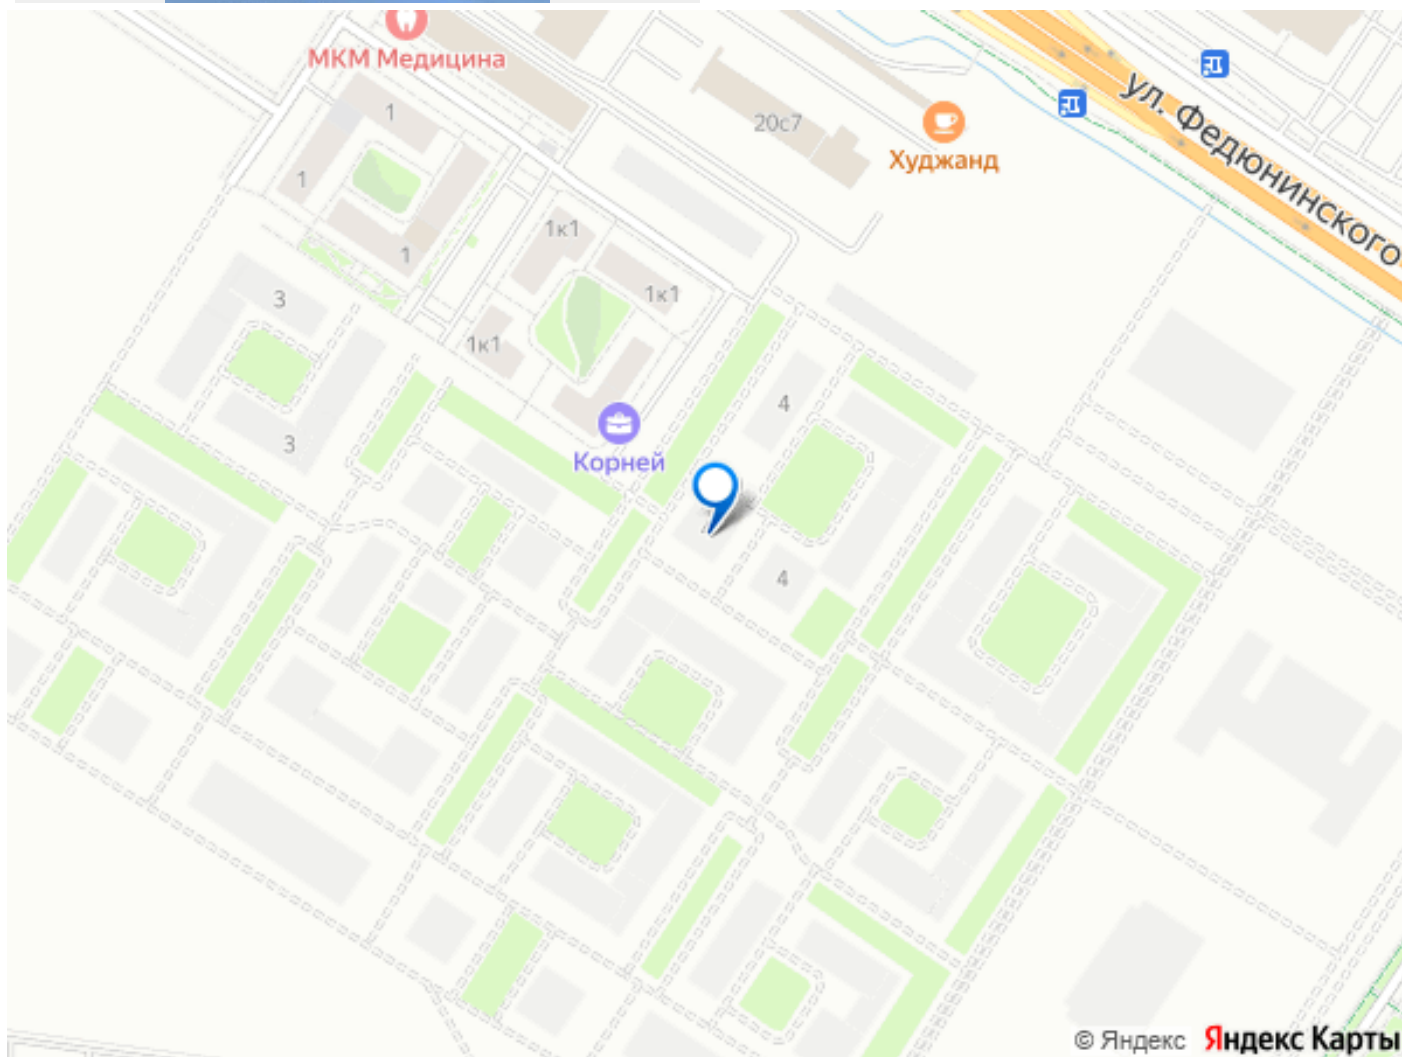 МКМ Медицина
1
20с7
ул. Федюнинского
Худжанд
1
1к1
1
3
1к1
1к1
4
3
Корней
4
© Яндекс Яндекс Карты